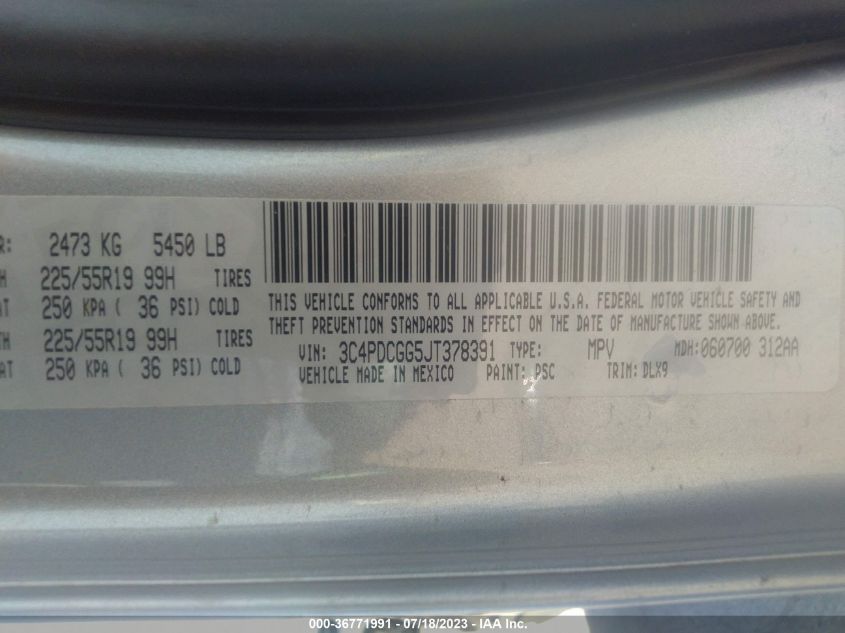 R: 2473 KG 5450 LB
H 225/55R19 99H TIRES
AT 250 KPA ( 36 PSI) COLD
TH 225/55R19 99H TIRES
AT 250 KPA ( 36 PSI) COLD
THIS VEHICLE CONFORMS TO ALL APPLICABLE U.S.A. FEDERAL MOTOR VEHICLE SAFETY AND
THEFT PREVENTION STANDARDS IN EFFECT ON THE DATE OF MANUFACTURE SHOWN ABOVE.
VIN: 3C4PDCGG5JT378391 TYPE: MPV MDH:060700 312AA
VEHICLE MADE IN MEXICO PAINT: PSC TRIM: DLX9
000-36771991 - 07/18/2023 - IAA Inc.